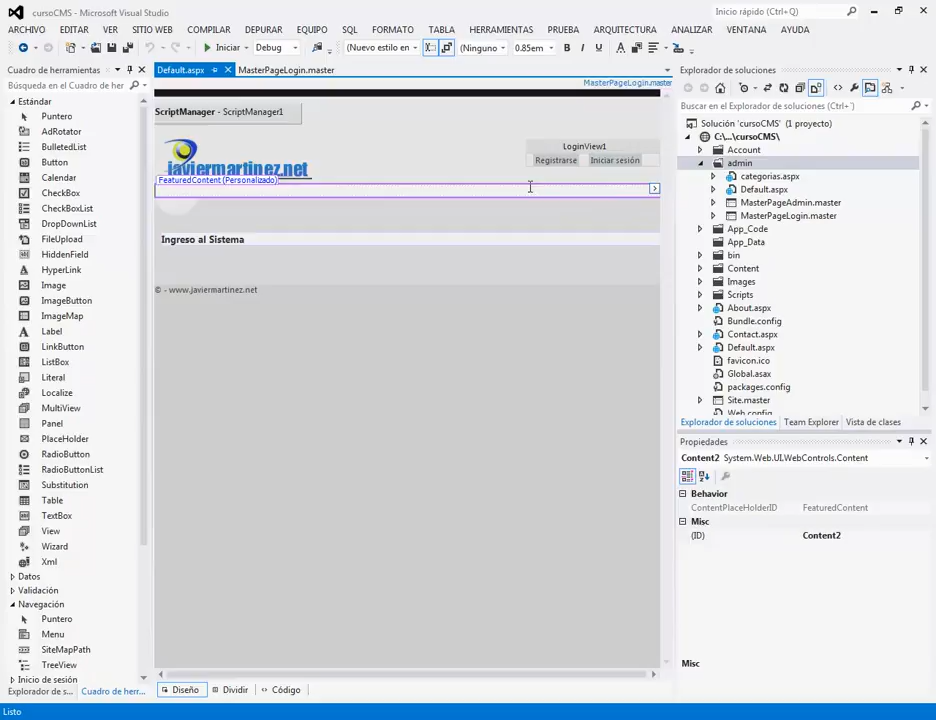 cursoCMS - Microsoft Visual Studio
Inicio rápido (Ctrl+Q)
ARCHIVO EDITAR VER SITIO WEB COMPILAR DEPURAR EQUIPO SQL FORMATO TABLA HERRAMIENTAS PRUEBA ARQUITECTURA ANALIZAR VENTANA AYUDA
Iniciar Debug (Nuevo estilo en (Ninguno 0.85em B I U A
Cuadro de herramientas
Búsqueda en el Cuadro de her
Estándar
Puntero
AdRotator
BulletedList
Button
Calendar
CheckBox
CheckBoxList
DropDownList
FileUpload
HiddenField
HyperLink
Image
ImageButton
ImageMap
Label
LinkButton
ListBox
Literal
Localize
MultiView
Panel
PlaceHolder
RadioButton
RadioButtonList
Substitution
Table
TextBox
View
Wizard
Xml
Datos
Validación
Navegación
Puntero
Menu
SiteMapPath
TreeView
Inicio de sesión
Explorador de s... Cuadro de herr...
Default.aspx MasterPageLogin.master
MasterPageLogin.master
ScriptManager - ScriptManager1
javiermartinez.net
LoginView1
Registrarse Iniciar sesión
FeaturedContent (Personalizado)
Ingreso al Sistema
© - www.javiermartinez.net
Diseño Dividir Código
Explorador de soluciones
Buscar en el Explorador de soluciones (Ctrl+´)
Solución 'cursoCMS' (1 proyecto)
C:\...\cursoCMS\
Account
admin
categorias.aspx
Default.aspx
MasterPageAdmin.master
MasterPageLogin.master
App_Code
App_Data
bin
Content
Images
Scripts
About.aspx
Bundle.config
Contact.aspx
Default.aspx
favicon.ico
Global.asax
packages.config
Site.master
Web.config
Explorador de soluciones Team Explorer Vista de clases
Propiedades
Content2 System.Web.UI.WebControls.Content
Behavior
ContentPlaceHolderID FeaturedContent
Misc
(ID) Content2
Misc
Listo